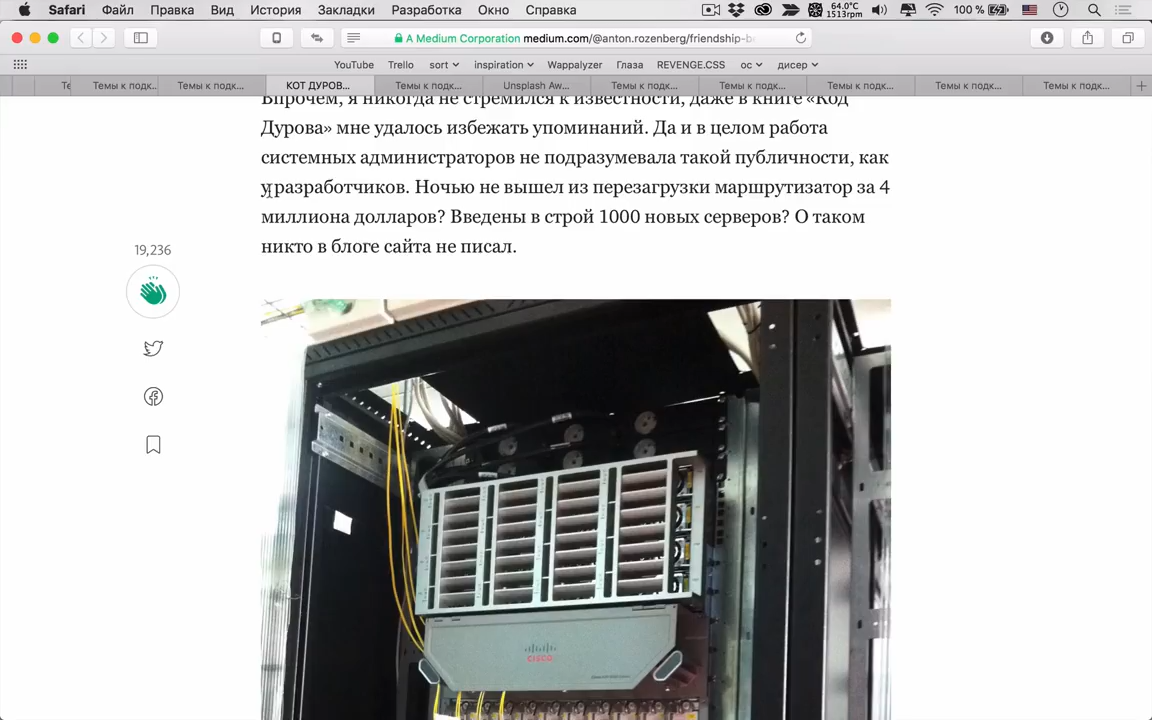 Safari Файл Правка Вид История Закладки Разработка Окно Справка 64.0°C 1513rpm 100 %
A Medium Corporation medium.com/@anton.rozenberg/friendship-b
YouTube Trello sort inspiration Wappalyzer Глаза REVENGE.CSS ос дисер
Те Темы к подк... Темы к подк... КОТ ДУРОВ... Темы к подк... Unsplash Aw... Темы к подк... Темы к подк... Темы к подк... Темы к подк... Темы к подк...
Впрочем, я никогда не стремился к известности, даже в книге «Код
Дурова» мне удалось избежать упоминаний. Да и в целом работа
системных администраторов не подразумевала такой публичности, как
у разработчиков. Ночью не вышел из перезагрузки маршрутизатор за 4
миллиона долларов? Введены в строй 1000 новых серверов? О таком
никто в блоге сайта не писал.
19,236
CISCO